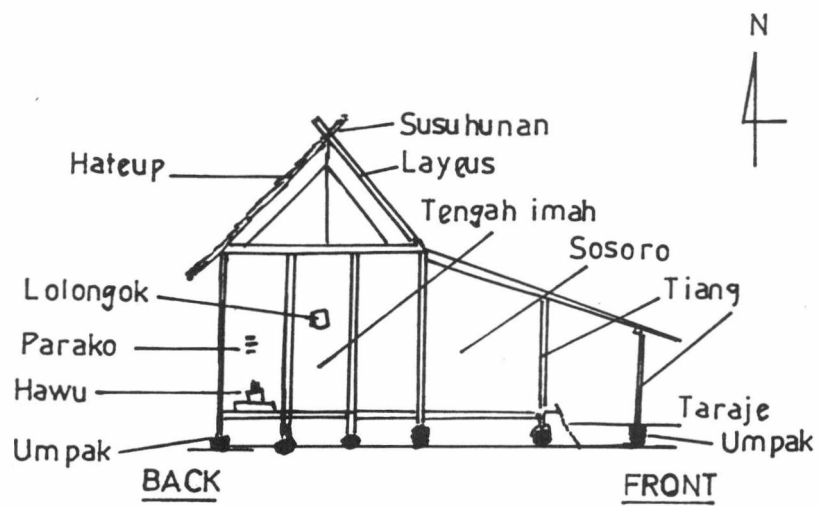 N
Susuhunan
Hateup
Layeus
Tengah imah
Sosoro
Lolongok
Tiang
Parako
Hawu
Taraje
Umpak
Umpak
BACK
FRONT